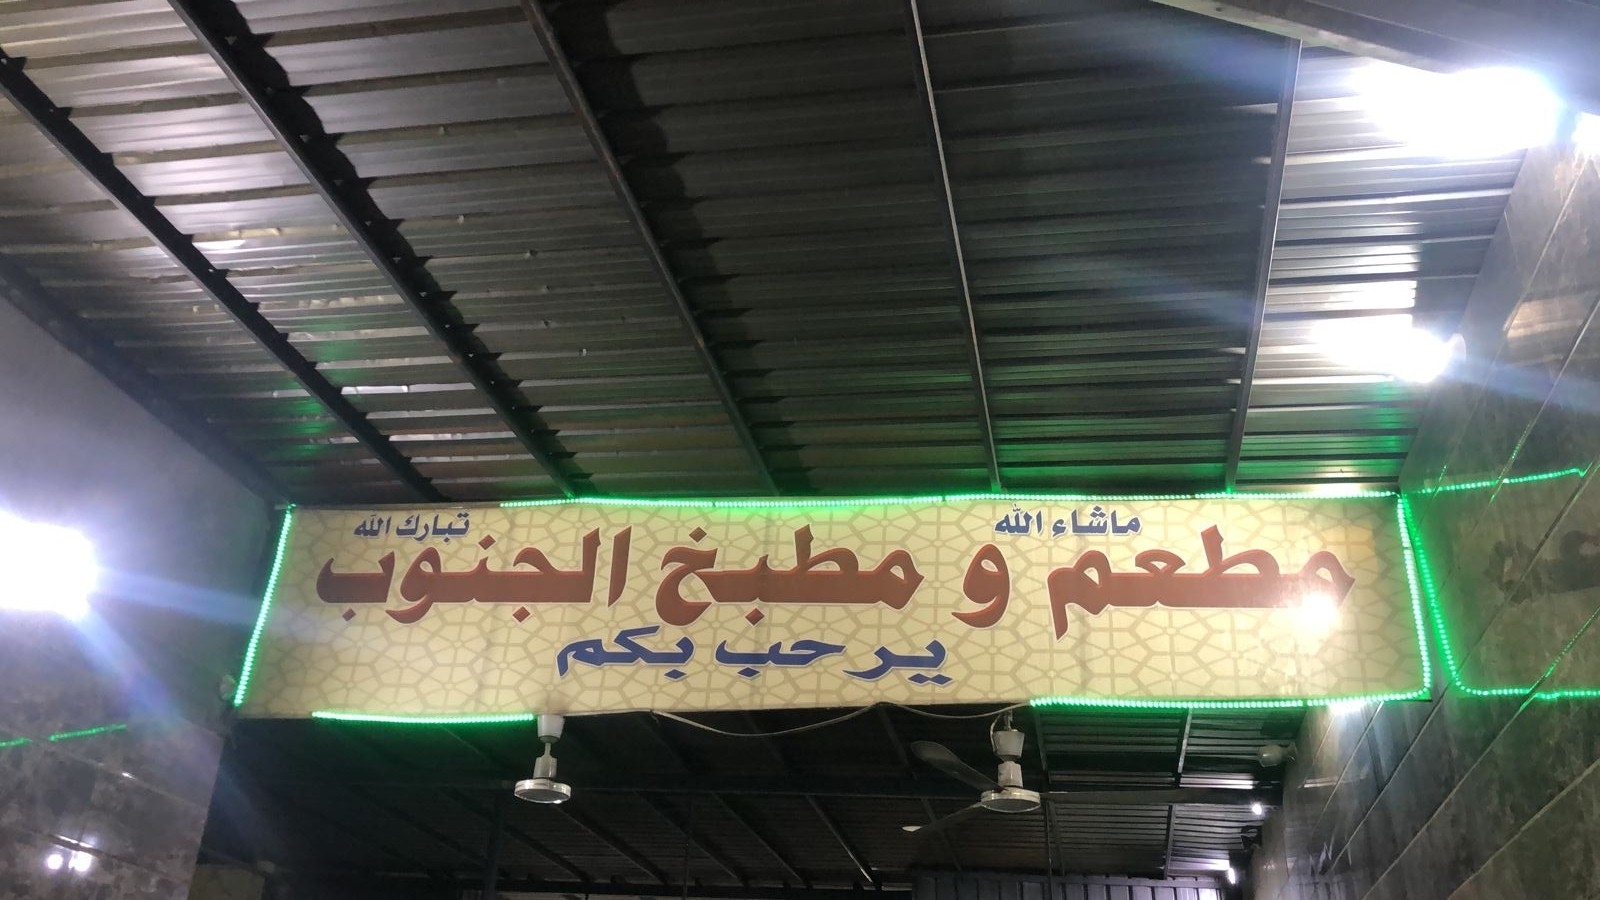 ماشاء الله تبارك الله
مطعم و مطبخ الجنوب
يرحب بكم